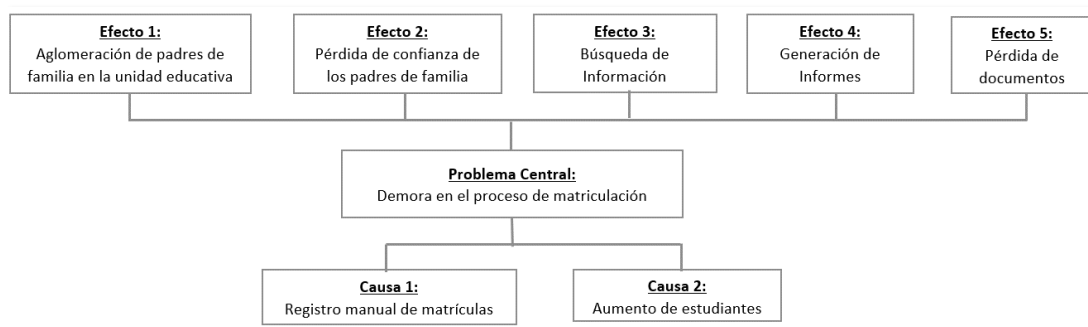 Efecto 1:
Aglomeración de padres de
familia en la unidad educativa
Efecto 2:
Pérdida de confianza de
los padres de familia
Efecto 3:
Búsqueda de
Información
Efecto 4:
Generación de
Informes
Efecto 5:
Pérdida de
documentos
Problema Central:
Demora en el proceso de matriculación
Causa 1:
Registro manual de matrículas
Causa 2:
Aumento de estudiantes